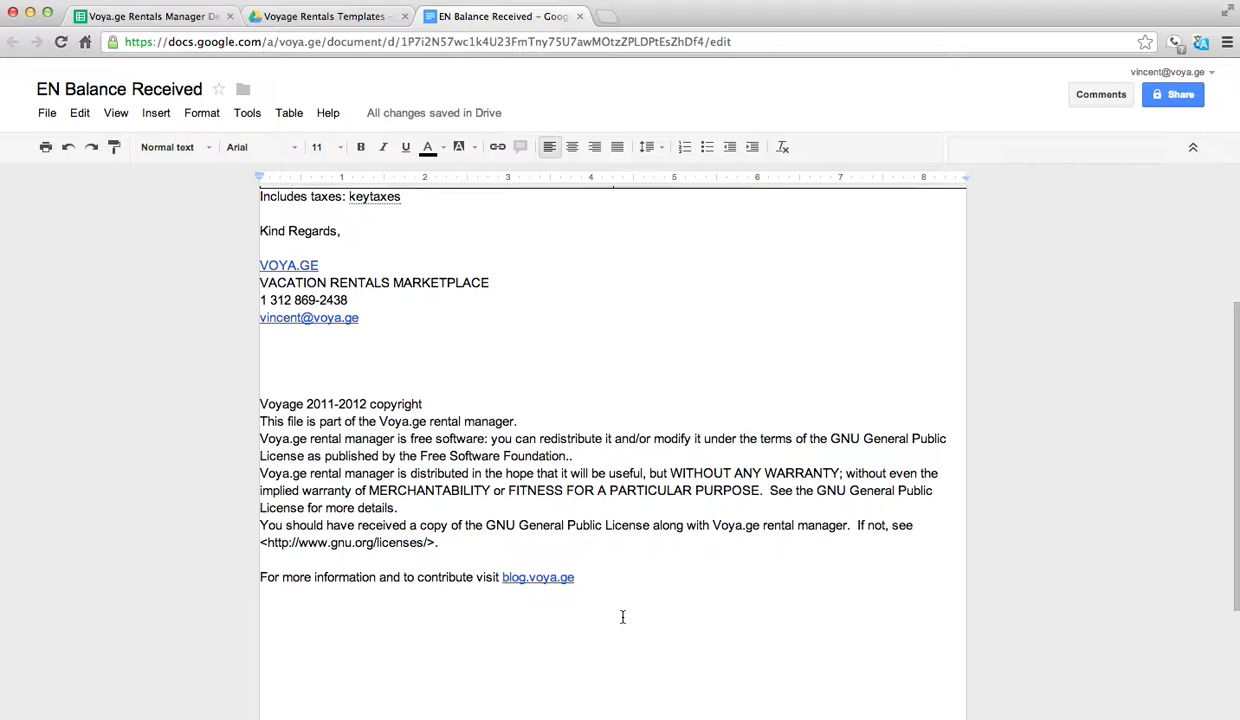 Voya.ge Rentals Manager De
Voyage Rentals Templates
EN Balance Received – Goog
https://docs.google.com/a/voya.ge/document/d/1P7i2N57wc1k4U23FmTny75U7awMOtzZPLDPtEsZhDf4/edit
vincent@voya.ge
EN Balance Received
Comments
Share
File Edit View Insert Format Tools Table Help All changes saved in Drive
Normal text Arial 11 B I U A A
1 2 3 4 5 6 7 8
Includes taxes: keytaxes
Kind Regards,
VOYA.GE
VACATION RENTALS MARKETPLACE
1 312 869-2438
vincent@voya.ge
Voyage 2011-2012 copyright
This file is part of the Voya.ge rental manager.
Voya.ge rental manager is free software: you can redistribute it and/or modify it under the terms of the GNU General Public
License as published by the Free Software Foundation..
Voya.ge rental manager is distributed in the hope that it will be useful, but WITHOUT ANY WARRANTY; without even the
implied warranty of MERCHANTABILITY or FITNESS FOR A PARTICULAR PURPOSE.  See the GNU General Public
License for more details.
You should have received a copy of the GNU General Public License along with Voya.ge rental manager.  If not, see
<http://www.gnu.org/licenses/>.
For more information and to contribute visit blog.voya.ge